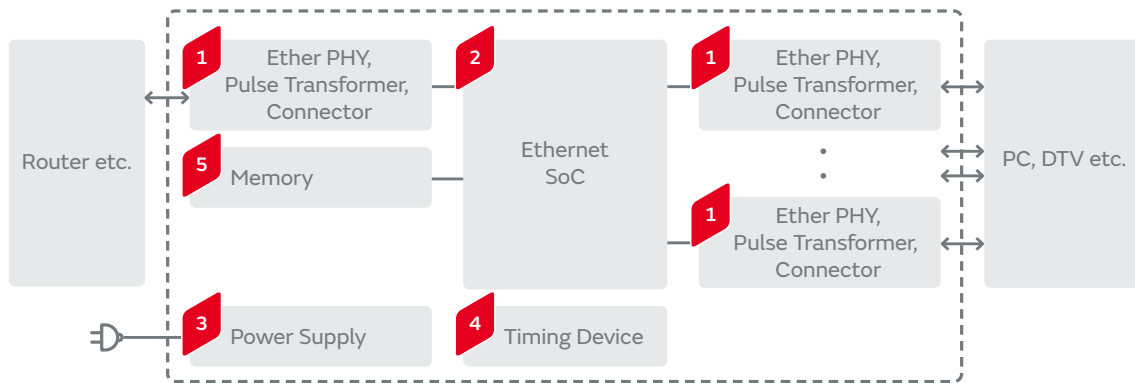 Router etc.
1
Ether PHY,
Pulse Transformer,
Connector
5
Memory
3
Power Supply
2
Ethernet
SoC
4
Timing Device
1
Ether PHY,
Pulse Transformer,
Connector
1
Ether PHY,
Pulse Transformer,
Connector
PC, DTV etc.